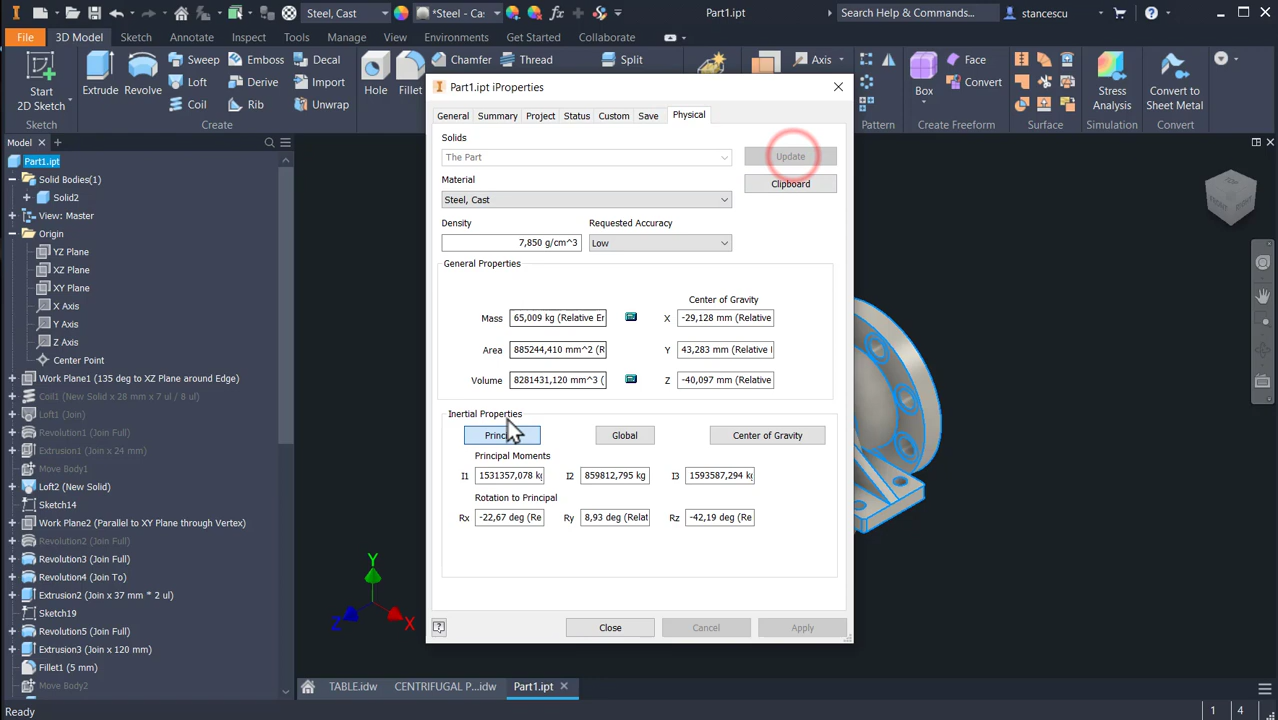 Steel, Cast
*Steel - Cas
Part1.ipt
Search Help & Commands...
stancescu
File
3D Model
Sketch
Annotate
Inspect
Tools
Manage
View
Environments
Get Started
Collaborate
Start
2D Sketch
Extrude
Revolve
Sweep
Emboss
Decal
Loft
Derive
Import
Coil
Rib
Unwrap
Hole
Fillet
Chamfer
Thread
Split
Axis
Box
Face
Convert
Stress
Analysis
Convert to
Sheet Metal
Sketch
Create
Pattern
Create Freeform
Surface
Simulation
Convert
Model
Part1.ipt
Solid Bodies(1)
Solid2
View: Master
Origin
YZ Plane
XZ Plane
XY Plane
X Axis
Y Axis
Z Axis
Center Point
Work Plane1 (135 deg to XZ Plane around Edge)
Coil1 (New Solid x 28 mm x 7 ul / 8 ul)
Loft1 (Join)
Revolution1 (Join Full)
Extrusion1 (Join x 24 mm)
Move Body1
Loft2 (New Solid)
Sketch14
Work Plane2 (Parallel to XY Plane through Vertex)
Revolution3 (Join Full)
Revolution4 (Join To)
Extrusion2 (Join x 37 mm * 2 ul)
Sketch19
Revolution5 (Join Full)
Extrusion3 (Join x 120 mm)
Fillet1 (5 mm)
Move Body2
Part1.ipt iProperties
General
Summary
Project
Status
Custom
Save
Physical
Solids
The Part
Update
Material
Clipboard
Steel, Cast
Density
Requested Accuracy
7,850 g/cm^3
Low
General Properties
Center of Gravity
Mass
65,009 kg (Relative Er
X
-29,128 mm (Relative
Area
885244,410 mm^2 (R
Y
43,283 mm (Relative
Volume
8281431,120 mm^3 (
Z
-40,097 mm (Relative
Inertial Properties
Global
Center of Gravity
Principal Moments
I1
1531357,078 kg
I2
859812,795 kg
I3
1593587,294 kg
Rotation to Principal
Rx
-22,67 deg (Re
Ry
8,93 deg (Relat
Rz
-42,19 deg (Re
Close
Cancel
Apply
Y
Z
X
TABLE.idw
CENTRIFUGAL P...idw
Part1.ipt
Ready
1
4